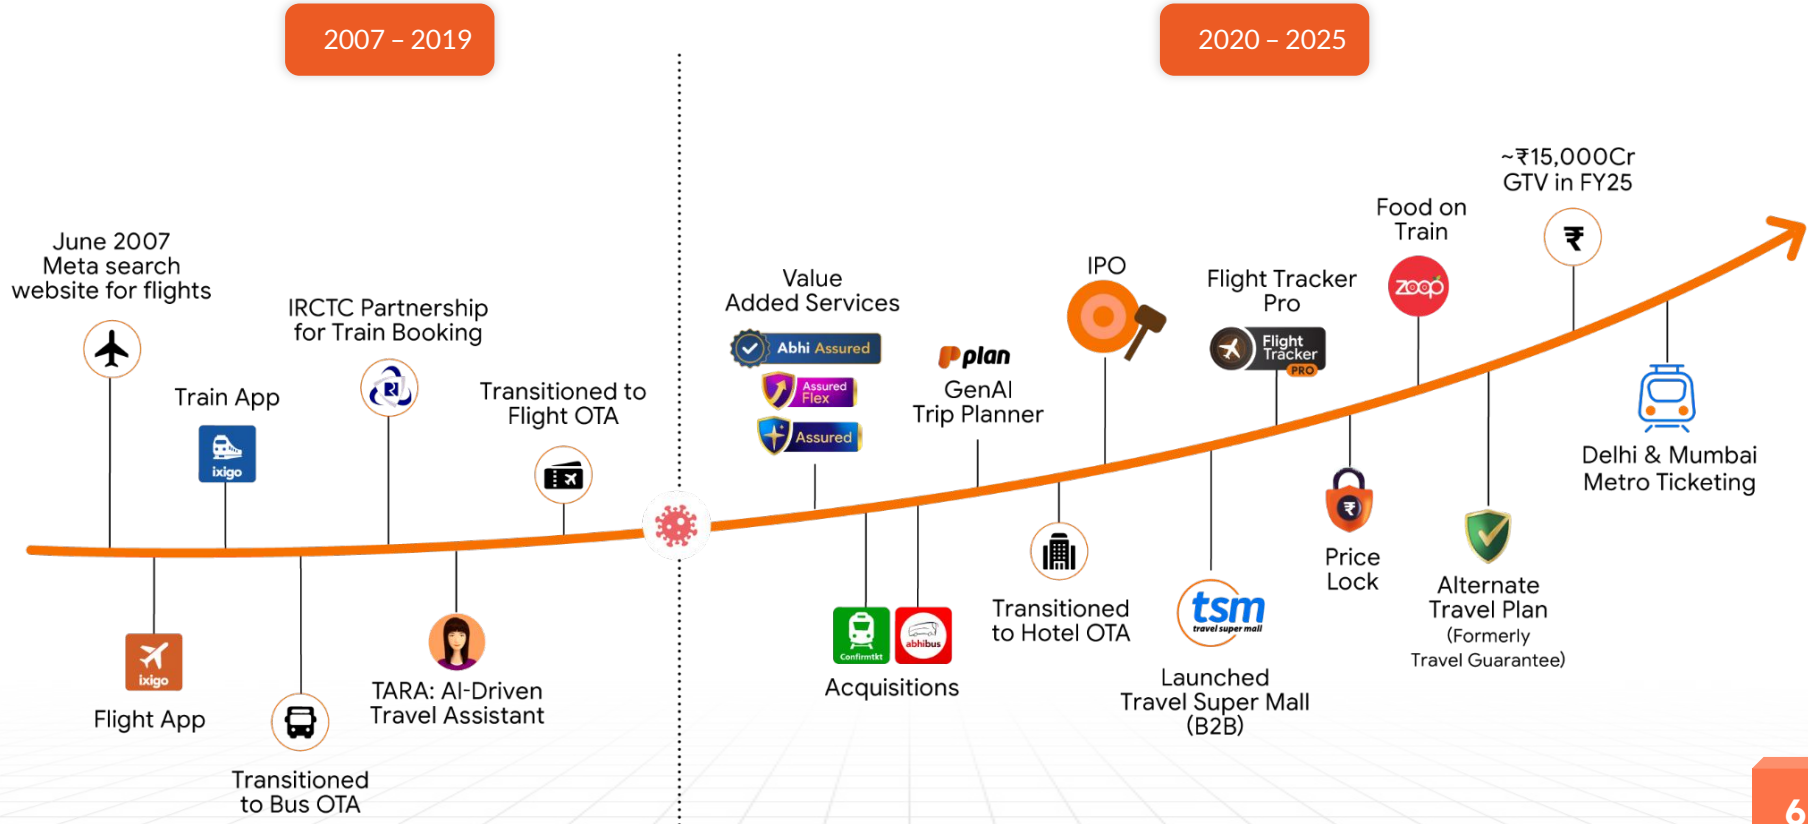 2007 – 2019
2020 – 2025
June 2007
Meta search
website for flights
ixigo
Flight App
Train App
ixigo
Transitioned
to Bus OTA
IRCTC Partnership
for Train Booking
TARA: AI-Driven
Travel Assistant
Transitioned to
Flight OTA
Value
Added Services
Abhi Assured
Assured
Flex
Assured
Confirmtkt
abhibus
Acquisitions
plan
GenAI
Trip Planner
Transitioned
to Hotel OTA
IPO
tsm
travel super mall
Launched
Travel Super Mall
(B2B)
Flight Tracker
Pro
Flight
Tracker
PRO
₹
Price
Lock
Food on
Train
zoop
Alternate
Travel Plan
(Formerly
Travel Guarantee)
~₹15,000Cr
GTV in FY25
₹
Delhi & Mumbai
Metro Ticketing
6